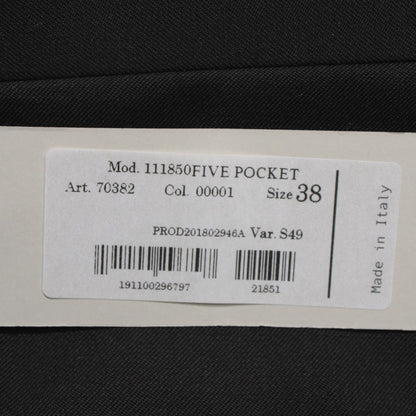 Mod. 111850FIVE POCKET
Art. 70382 Col. 00001 Size 38
PROD201802946A Var. S49
191100296797 21851
Made in Italy